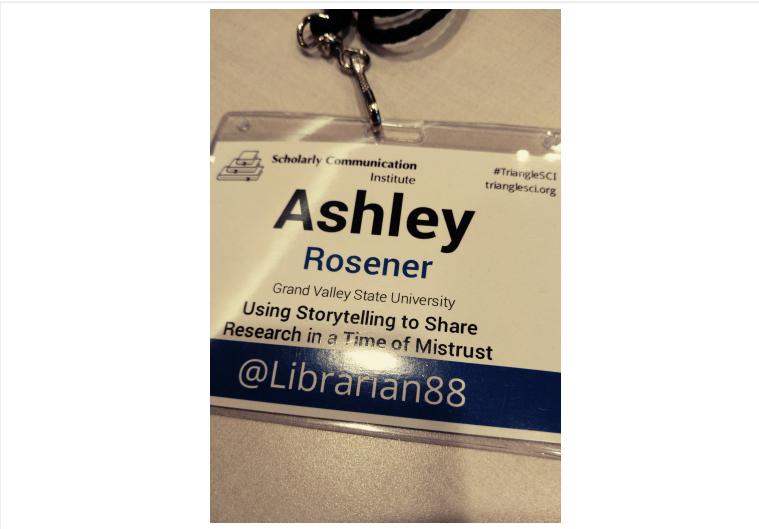 Scholarly Communication
Institute
#TriangleSCI
trianglesci.org
Ashley
Rosener
Grand Valley State University
Using Storytelling to Share
Research in a Time of Mistrust
@Librarian88